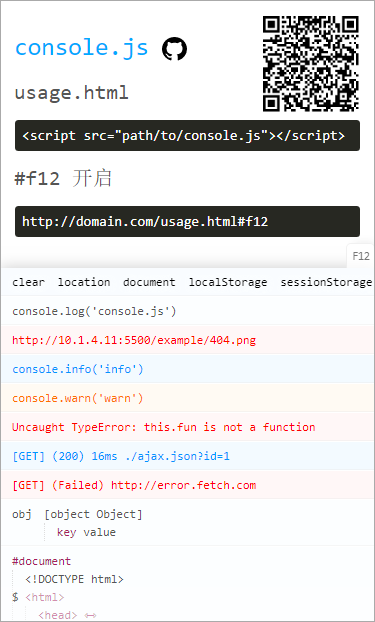 console.js
usage.html
<script src="path/to/console.js"></script>
#f12 开启
http://domain.com/usage.html#f12
F12
clear location document localStorage sessionStorage
console.log('console.js')
http://10.1.4.11:5500/example/404.png
console.info('info')
console.warn('warn')
Uncaught TypeError: this.fun is not a function
[GET] (200) 16ms ./ajax.json?id=1
[GET] (Failed) http://error.fetch.com
obj [object Object]
key value
#document
<!DOCTYPE html>
$ <html>
<head> ↔